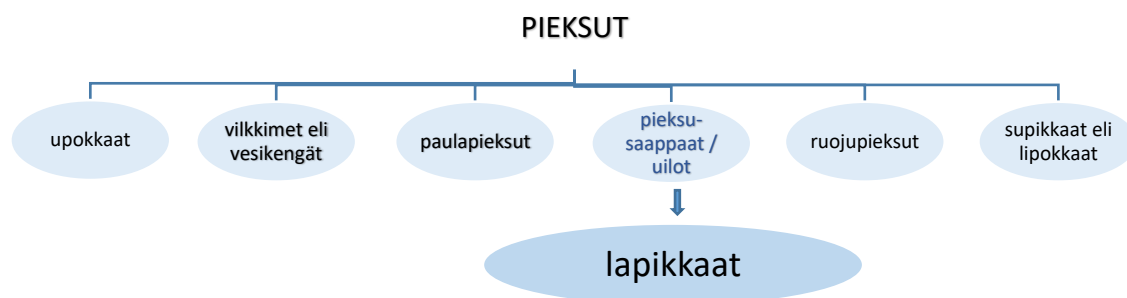 PIEKSUT
upokkaat
vilkkimet eli
vesikengät
paulapieksut
pieksu-
saappaat /
uilot
ruojupieksut
supikkaat eli
lipokkaat
lapikkaat